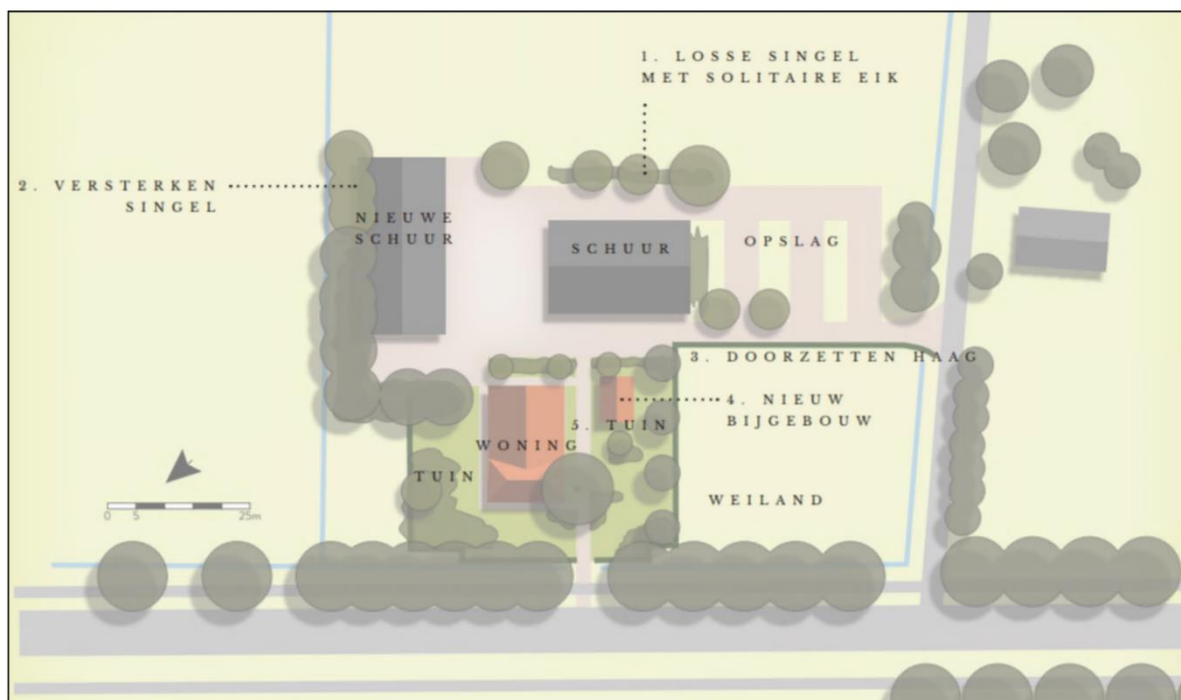 1. LOSSE SINGEL
MET SOLITAIRE EIK
2. VERSTERKEN
SINGEL
NIEUWE
SCHUUR
SCHUUR
OPSLAG
3. DOORZETTEN HAAG
4. NIEUW
BIJGEBOUW
5. TUIN
WONING
TUIN
WEILAND
0 5 25m